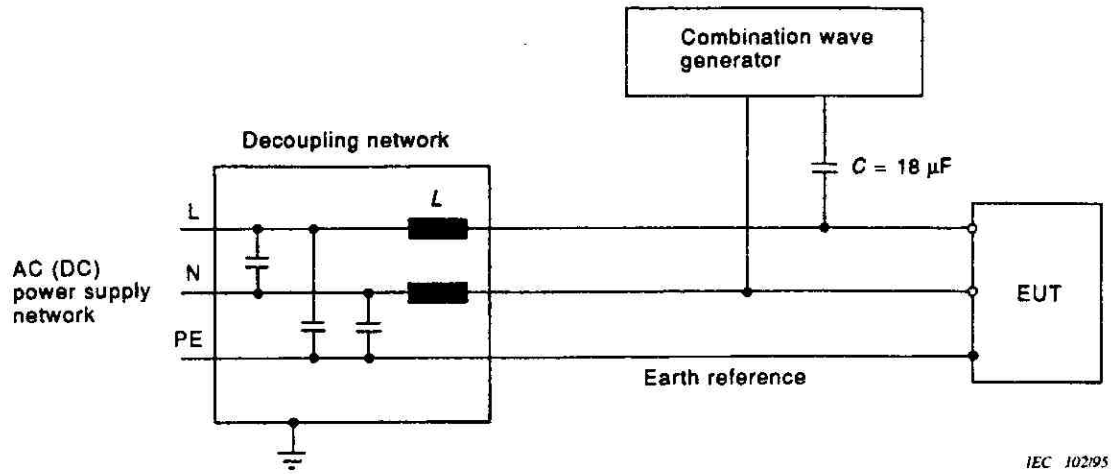 Combination wave
generator
Decoupling network
C = 18 µF
L
L
N
AC (DC)
power supply
network
EUT
PE
Earth reference
IEC 102/95